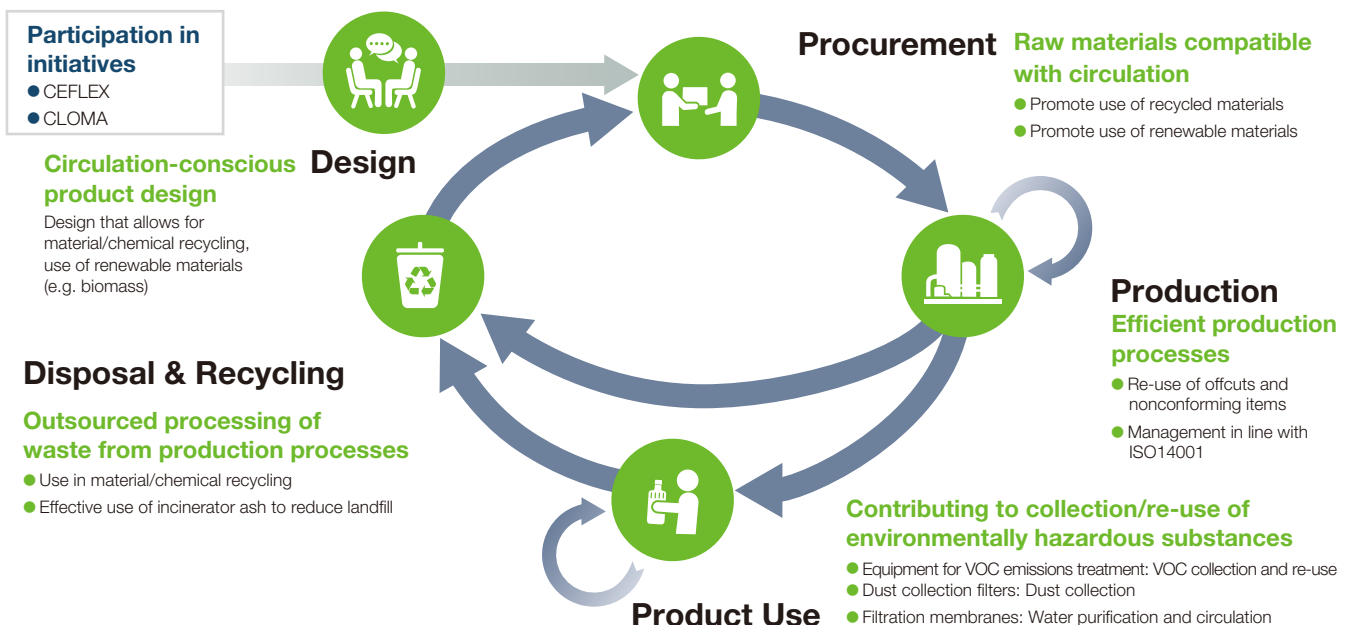 Participation in
initiatives
● CEFLEX
● CLOMA
Design
Circulation-conscious
product design
Design that allows for
material/chemical recycling,
use of renewable materials
(e.g. biomass)
Procurement
Raw materials compatible
with circulation
● Promote use of recycled materials
● Promote use of renewable materials
Production
Efficient production
processes
● Re-use of offcuts and
nonconforming items
● Management in line with
ISO14001
Disposal & Recycling
Outsourced processing of
waste from production processes
● Use in material/chemical recycling
● Effective use of incinerator ash to reduce landfill
Product Use
Contributing to collection/re-use of
environmentally hazardous substances
● Equipment for VOC emissions treatment: VOC collection and re-use
● Dust collection filters: Dust collection
● Filtration membranes: Water purification and circulation